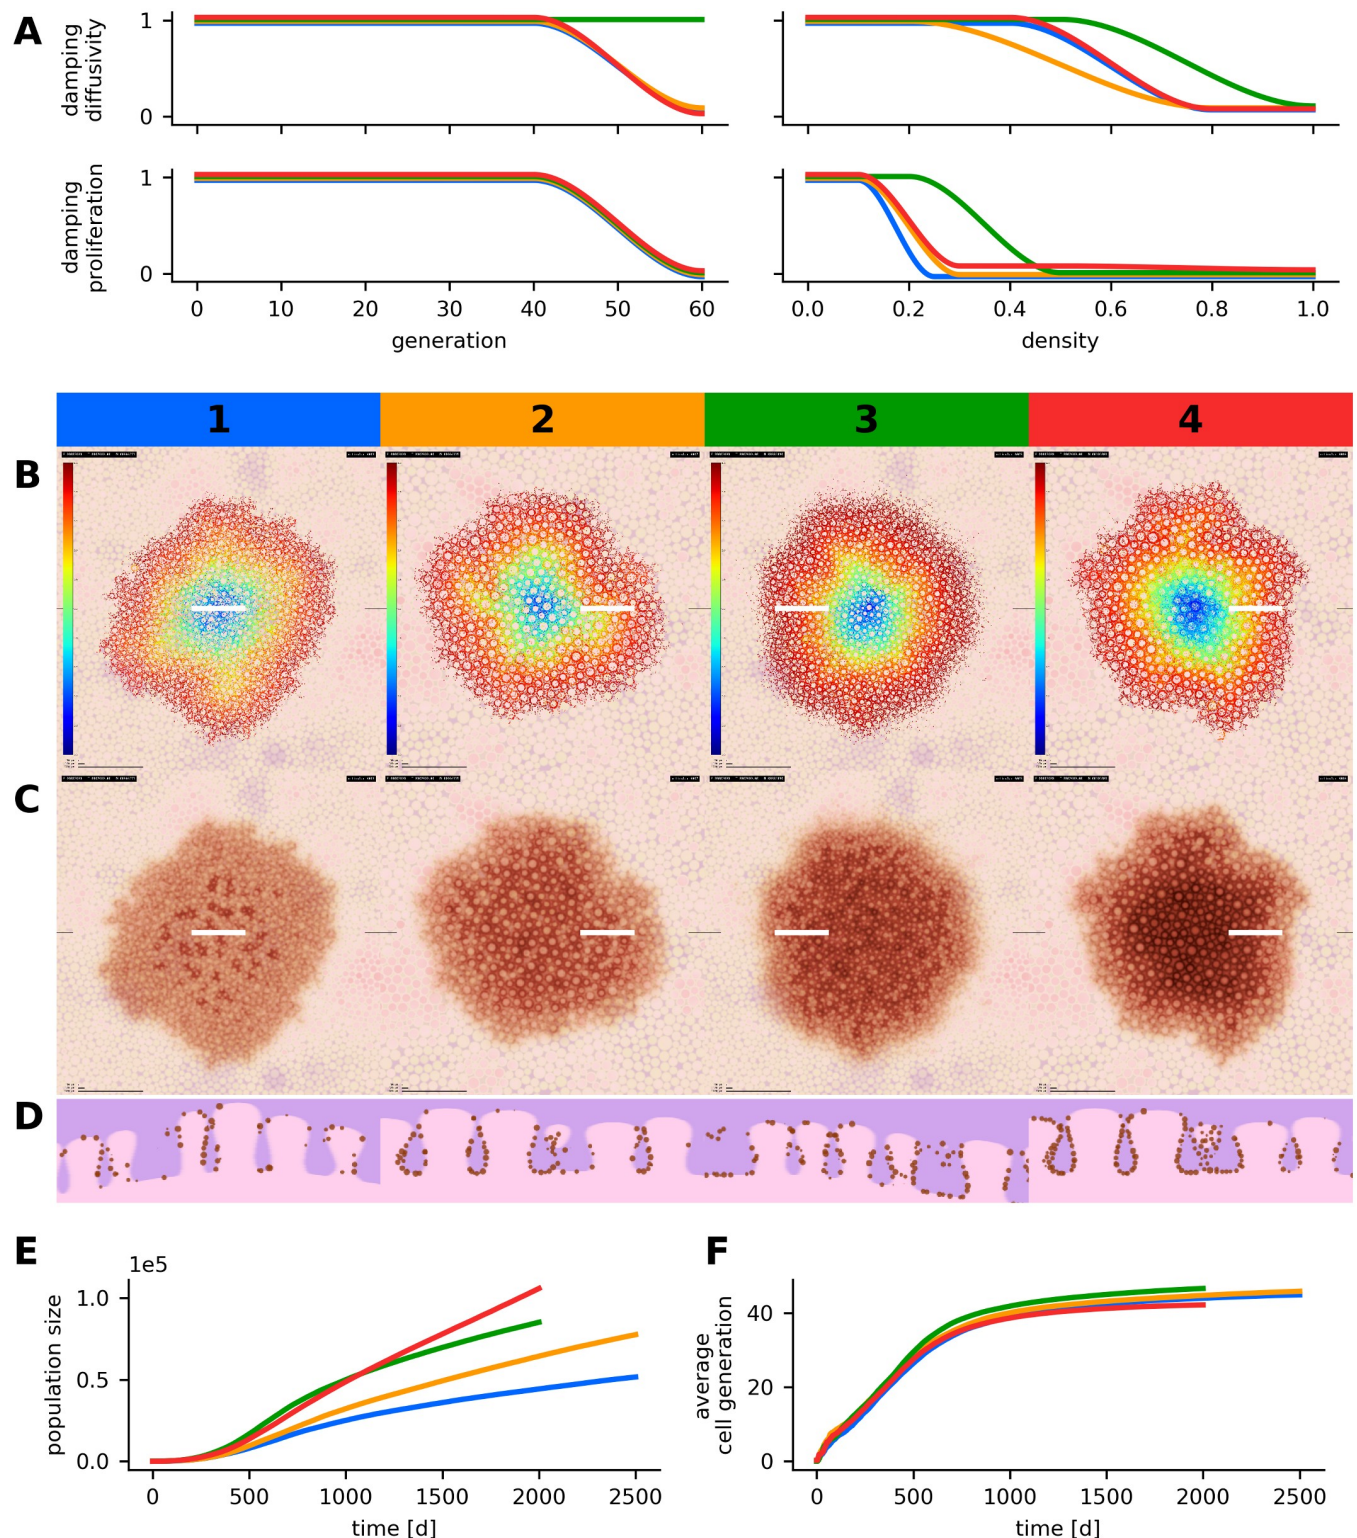 A
damping
diffusivity
1
0
damping
proliferation
1
0
0 10 20 30 40 50 60
generation
0.0 0.2 0.4 0.6 0.8 1.0
density
1 2 3 4
B
C
D
E
1e5
population size
1.0
0.5
0.0
0 500 1000 1500 2000 2500
time [d]
F
average
cell generation
40
20
0
0 500 1000 1500 2000 2500
time [d]